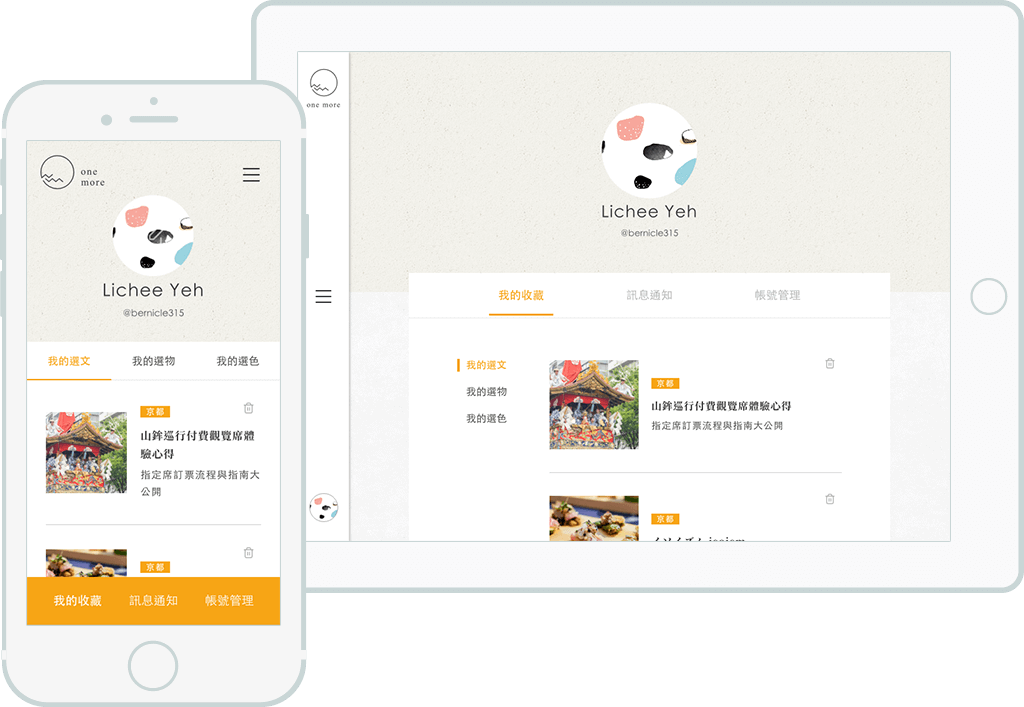 one
more
Lichee Yeh
@bernicle315
我的選文
我的選物
我的選色
京都
山鉾巡行付費觀覽席體
驗心得
指定席訂票流程與指南大
公開
京都
我的收藏
訊息通知
帳號管理
one more
Lichee Yeh
@bernicle315
我的收藏
訊息通知
帳號管理
我的選文
我的選物
我的選色
京都
山鉾巡行付費觀覽席體驗心得
指定席訂票流程與指南大公開
京都